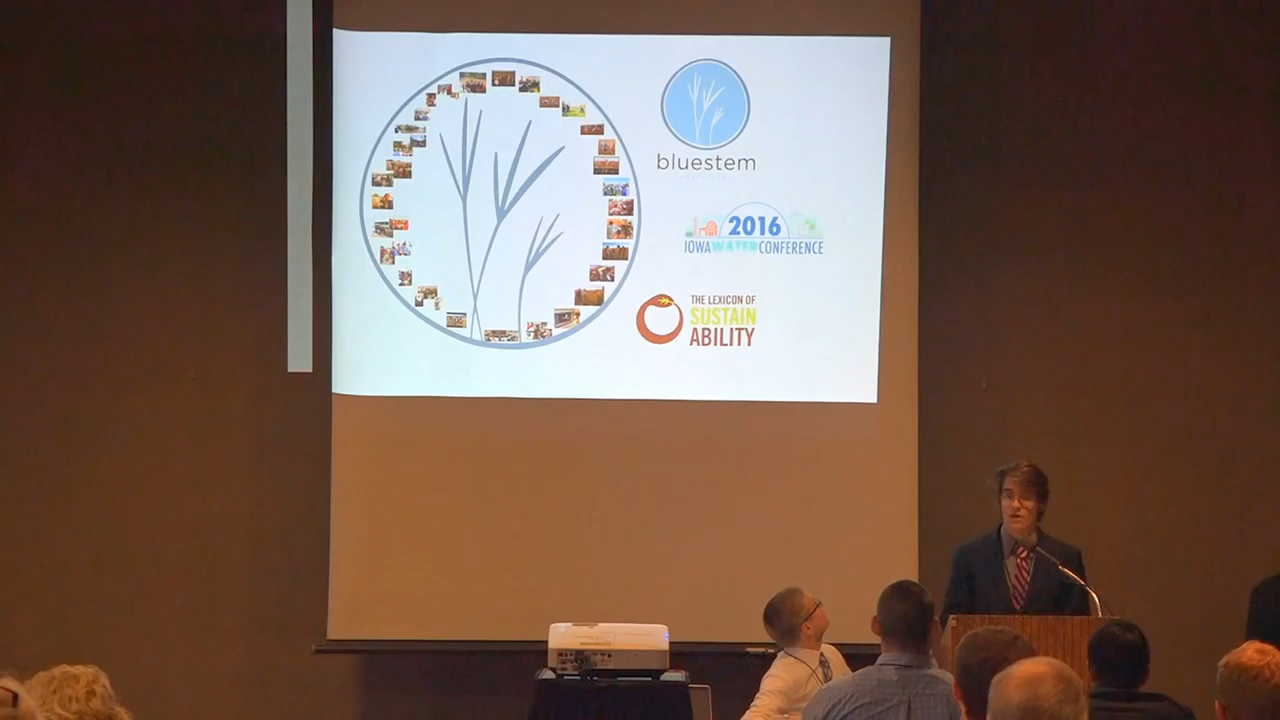 bluestem
2016
IOWA WATER CONFERENCE
THE LEXICON OF
SUSTAIN
ABILITY